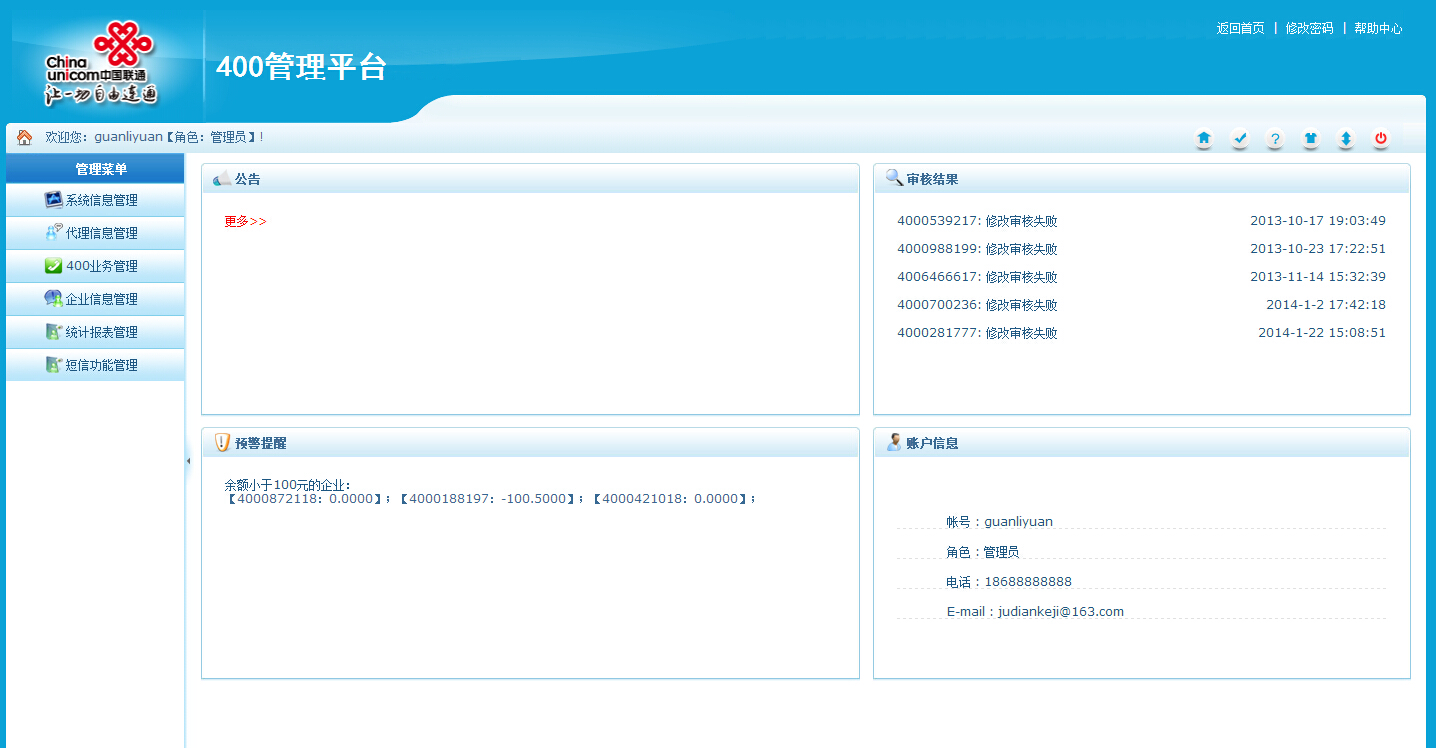 China
unicom中国联通
让一切自由连通
400管理平台
返回首页 | 修改密码 | 帮助中心
欢迎您: guanliyuan【角色: 管理员】!
管理菜单
系统信息管理
代理信息管理
400业务管理
企业信息管理
统计报表管理
短信功能管理
公告
更多>>
审核结果
4000539217: 修改审核失败 2013-10-17 19:03:49
4000988199: 修改审核失败 2013-10-23 17:22:51
4006466617: 修改审核失败 2013-11-14 15:32:39
4000700236: 修改审核失败 2014-1-2 17:42:18
4000281777: 修改审核失败 2014-1-22 15:08:51
预警提醒
余额小于100元的企业:
【4000872118: 0.0000】; 【4000188197: -100.5000】; 【4000421018: 0.0000】;
账户信息
帐号：guanliyuan
角色：管理员
电话：18688888888
E-mail：judiankeji@163.com